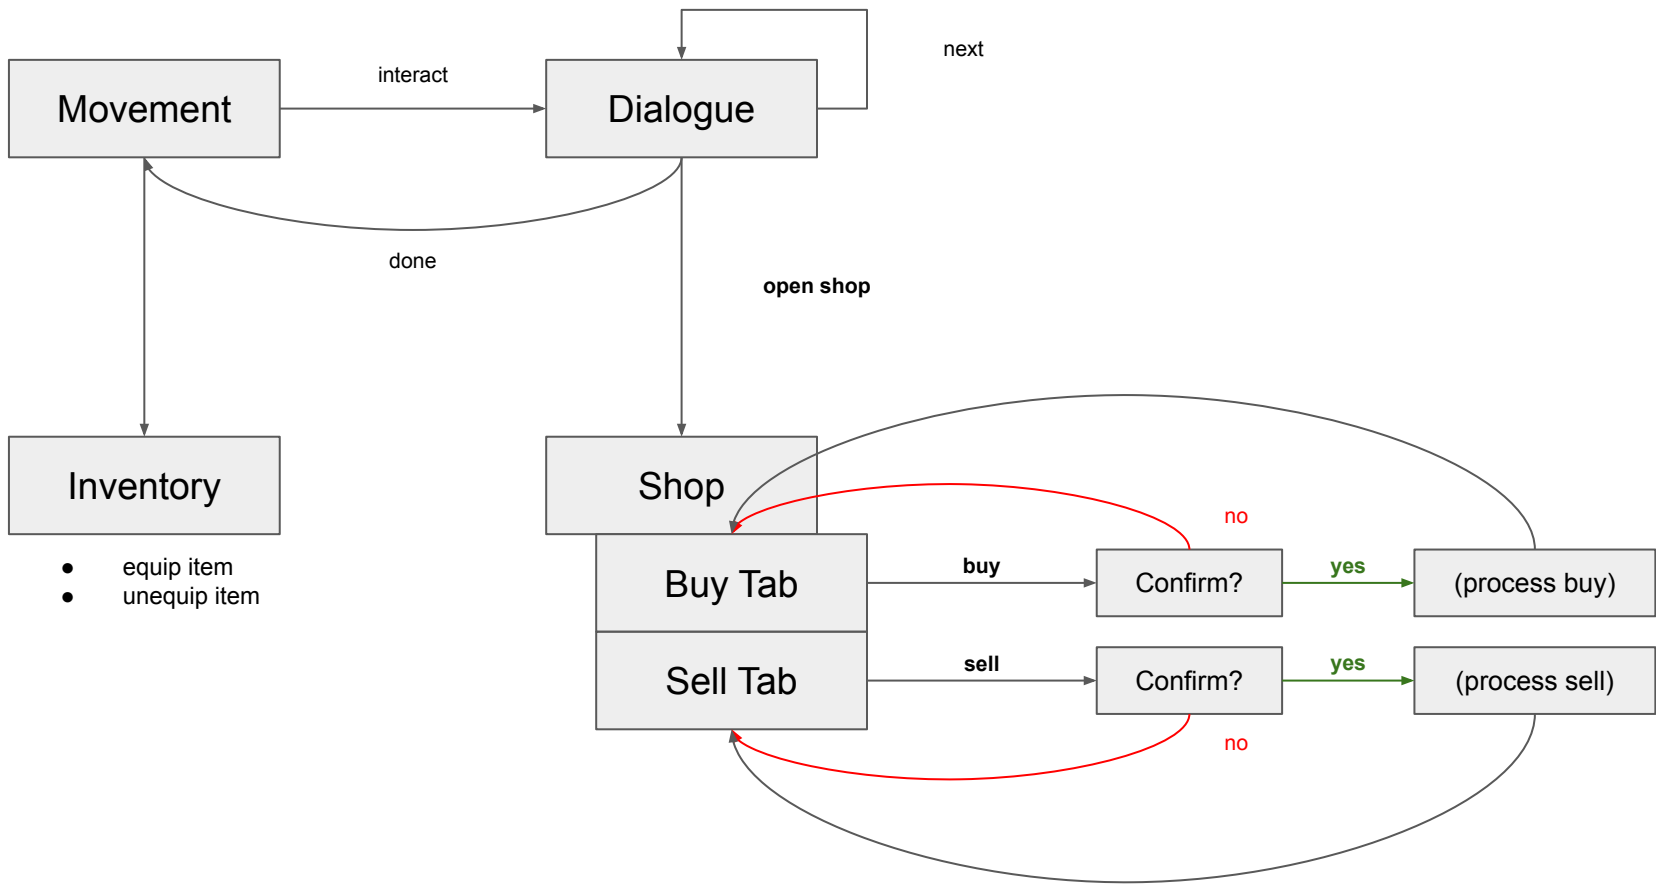 next
interact
Movement
Dialogue
done
open shop
Inventory
Shop
● equip item
● unequip item
no
Buy Tab
buy
Confirm?
yes
(process buy)
Sell Tab
sell
Confirm?
yes
(process sell)
no